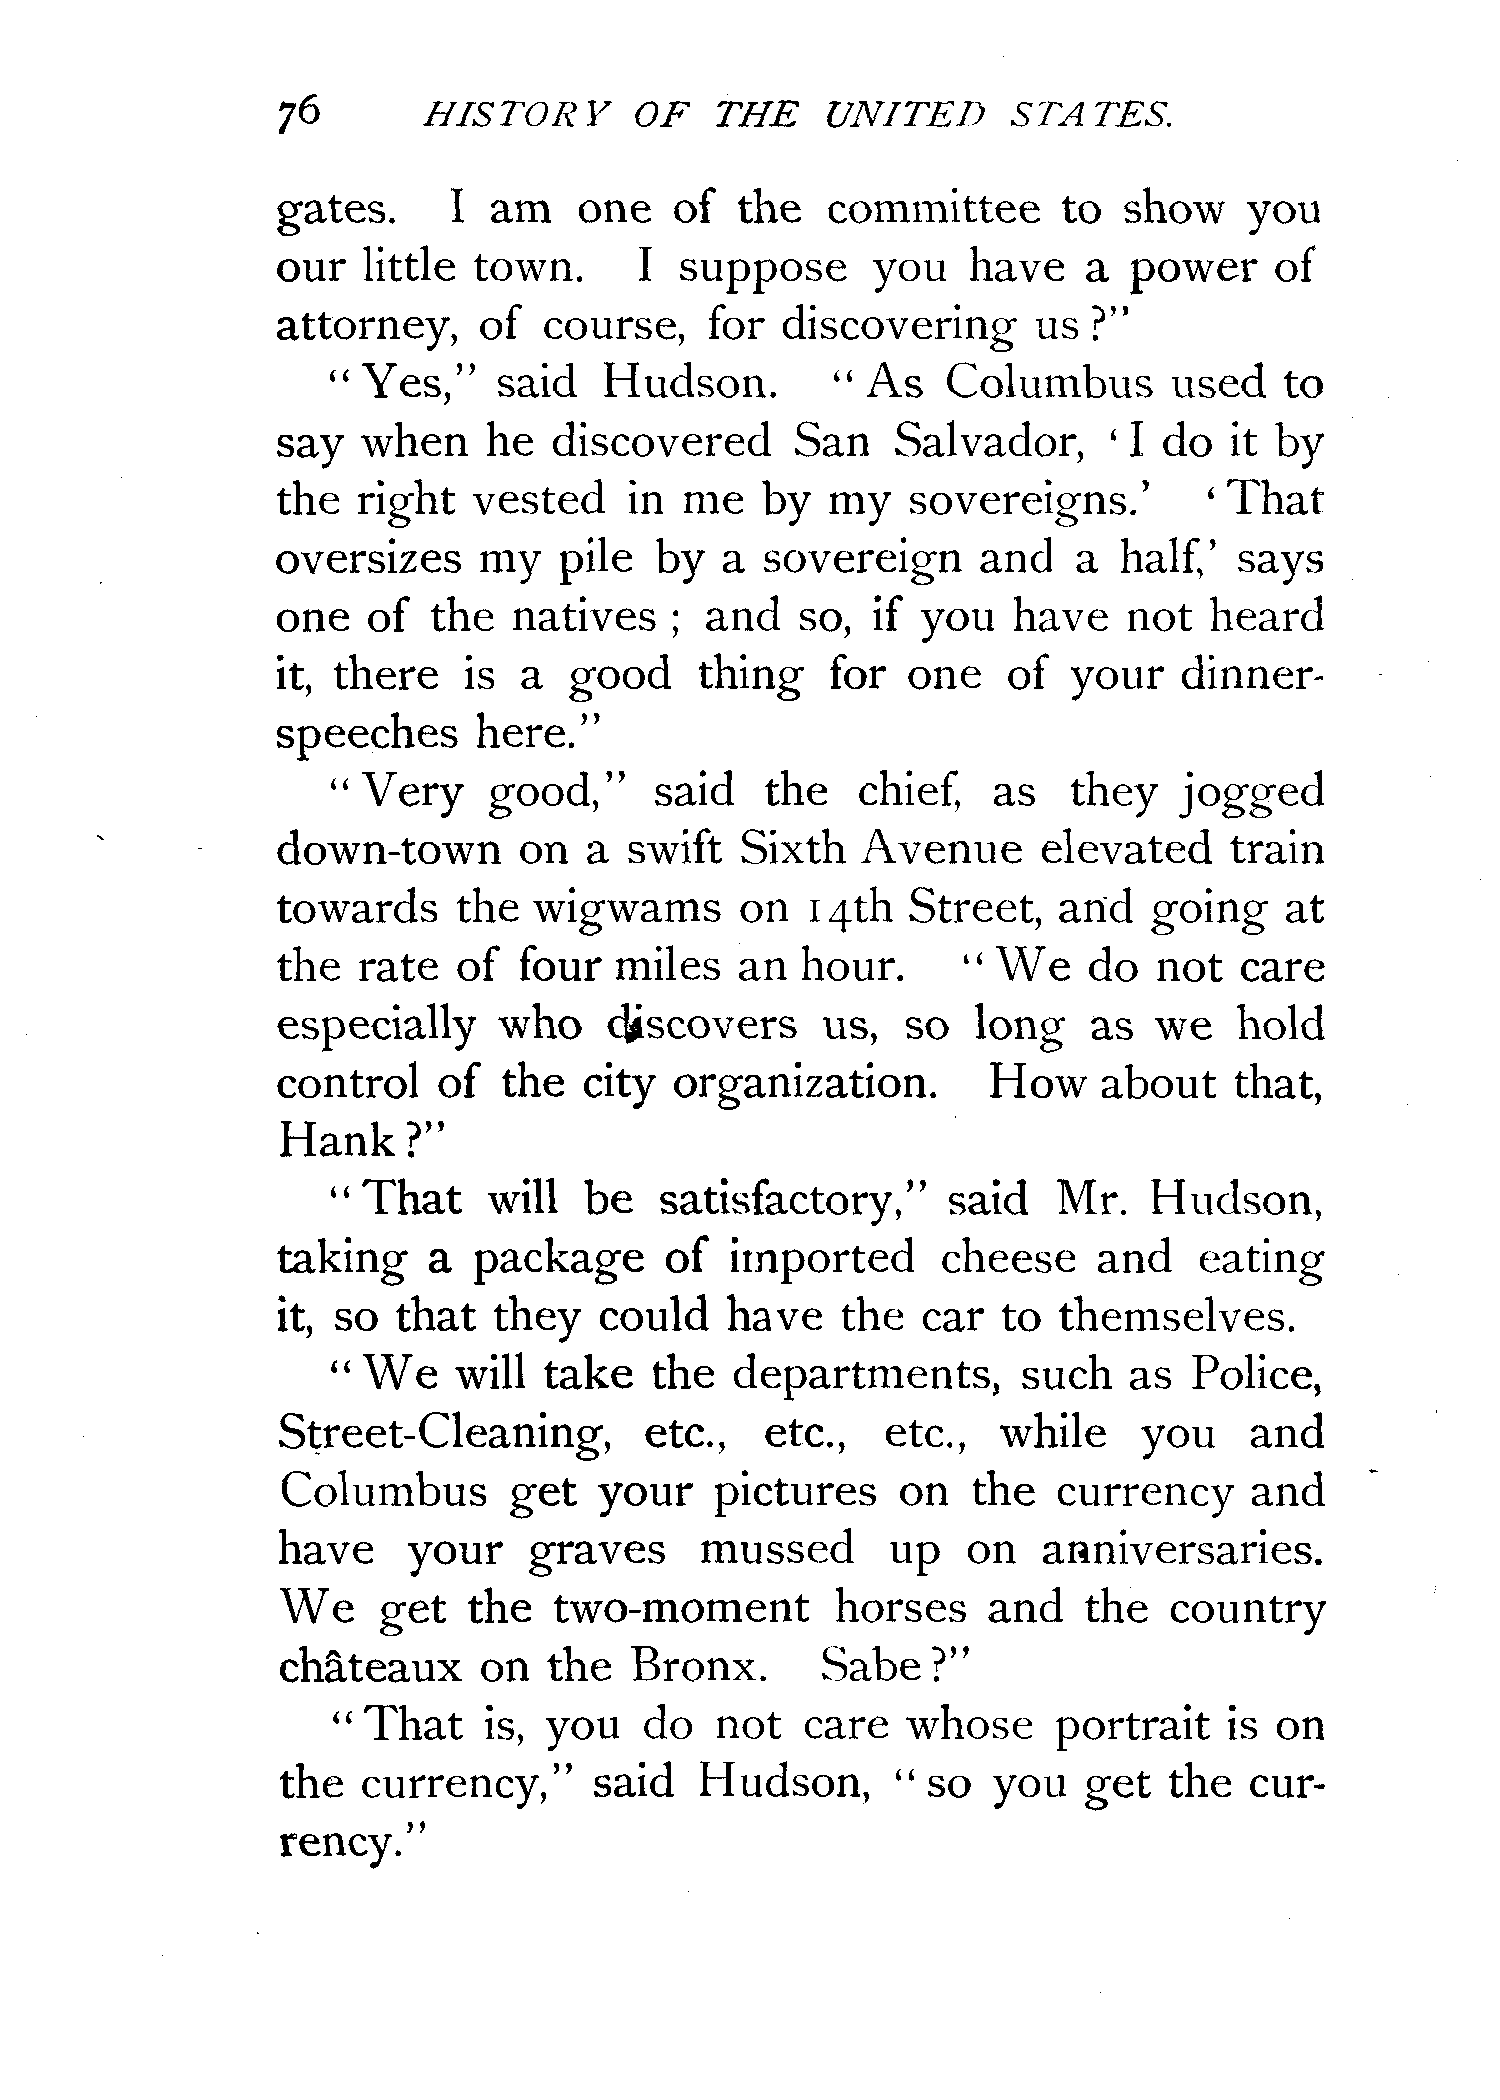 76 HISTORY OF THE UNITED STATES.
gates. I am one of the committee to show you
our little town. I suppose you have a power of
attorney, of course, for discovering us?"
"Yes," said Hudson. "As Columbus used to
say when he discovered San Salvador, 'I do it by
the right vested in me by my sovereigns.' 'That
oversizes my pile by a sovereign and a half,' says
one of the natives; and so, if you have not heard
it, there is a good thing for one of your dinner-
speeches here."
"Very good," said the chief, as they jogged
down-town on a swift Sixth Avenue elevated train
towards the wigwams on 14th Street, and going at
the rate of four miles an hour. "We do not care
especially who discovers us, so long as we hold
control of the city organization. How about that,
Hank?"
"That will be satisfactory," said Mr. Hudson,
taking a package of imported cheese and eating
it, so that they could have the car to themselves.
"We will take the departments, such as Police,
Street-Cleaning, etc., etc., etc., while you and
Columbus get your pictures on the currency and
have your graves mussed up on anniversaries.
We get the two-moment horses and the country
châteaux on the Bronx. Sabe?"
"That is, you do not care whose portrait is on
the currency," said Hudson, "so you get the cur-
rency."